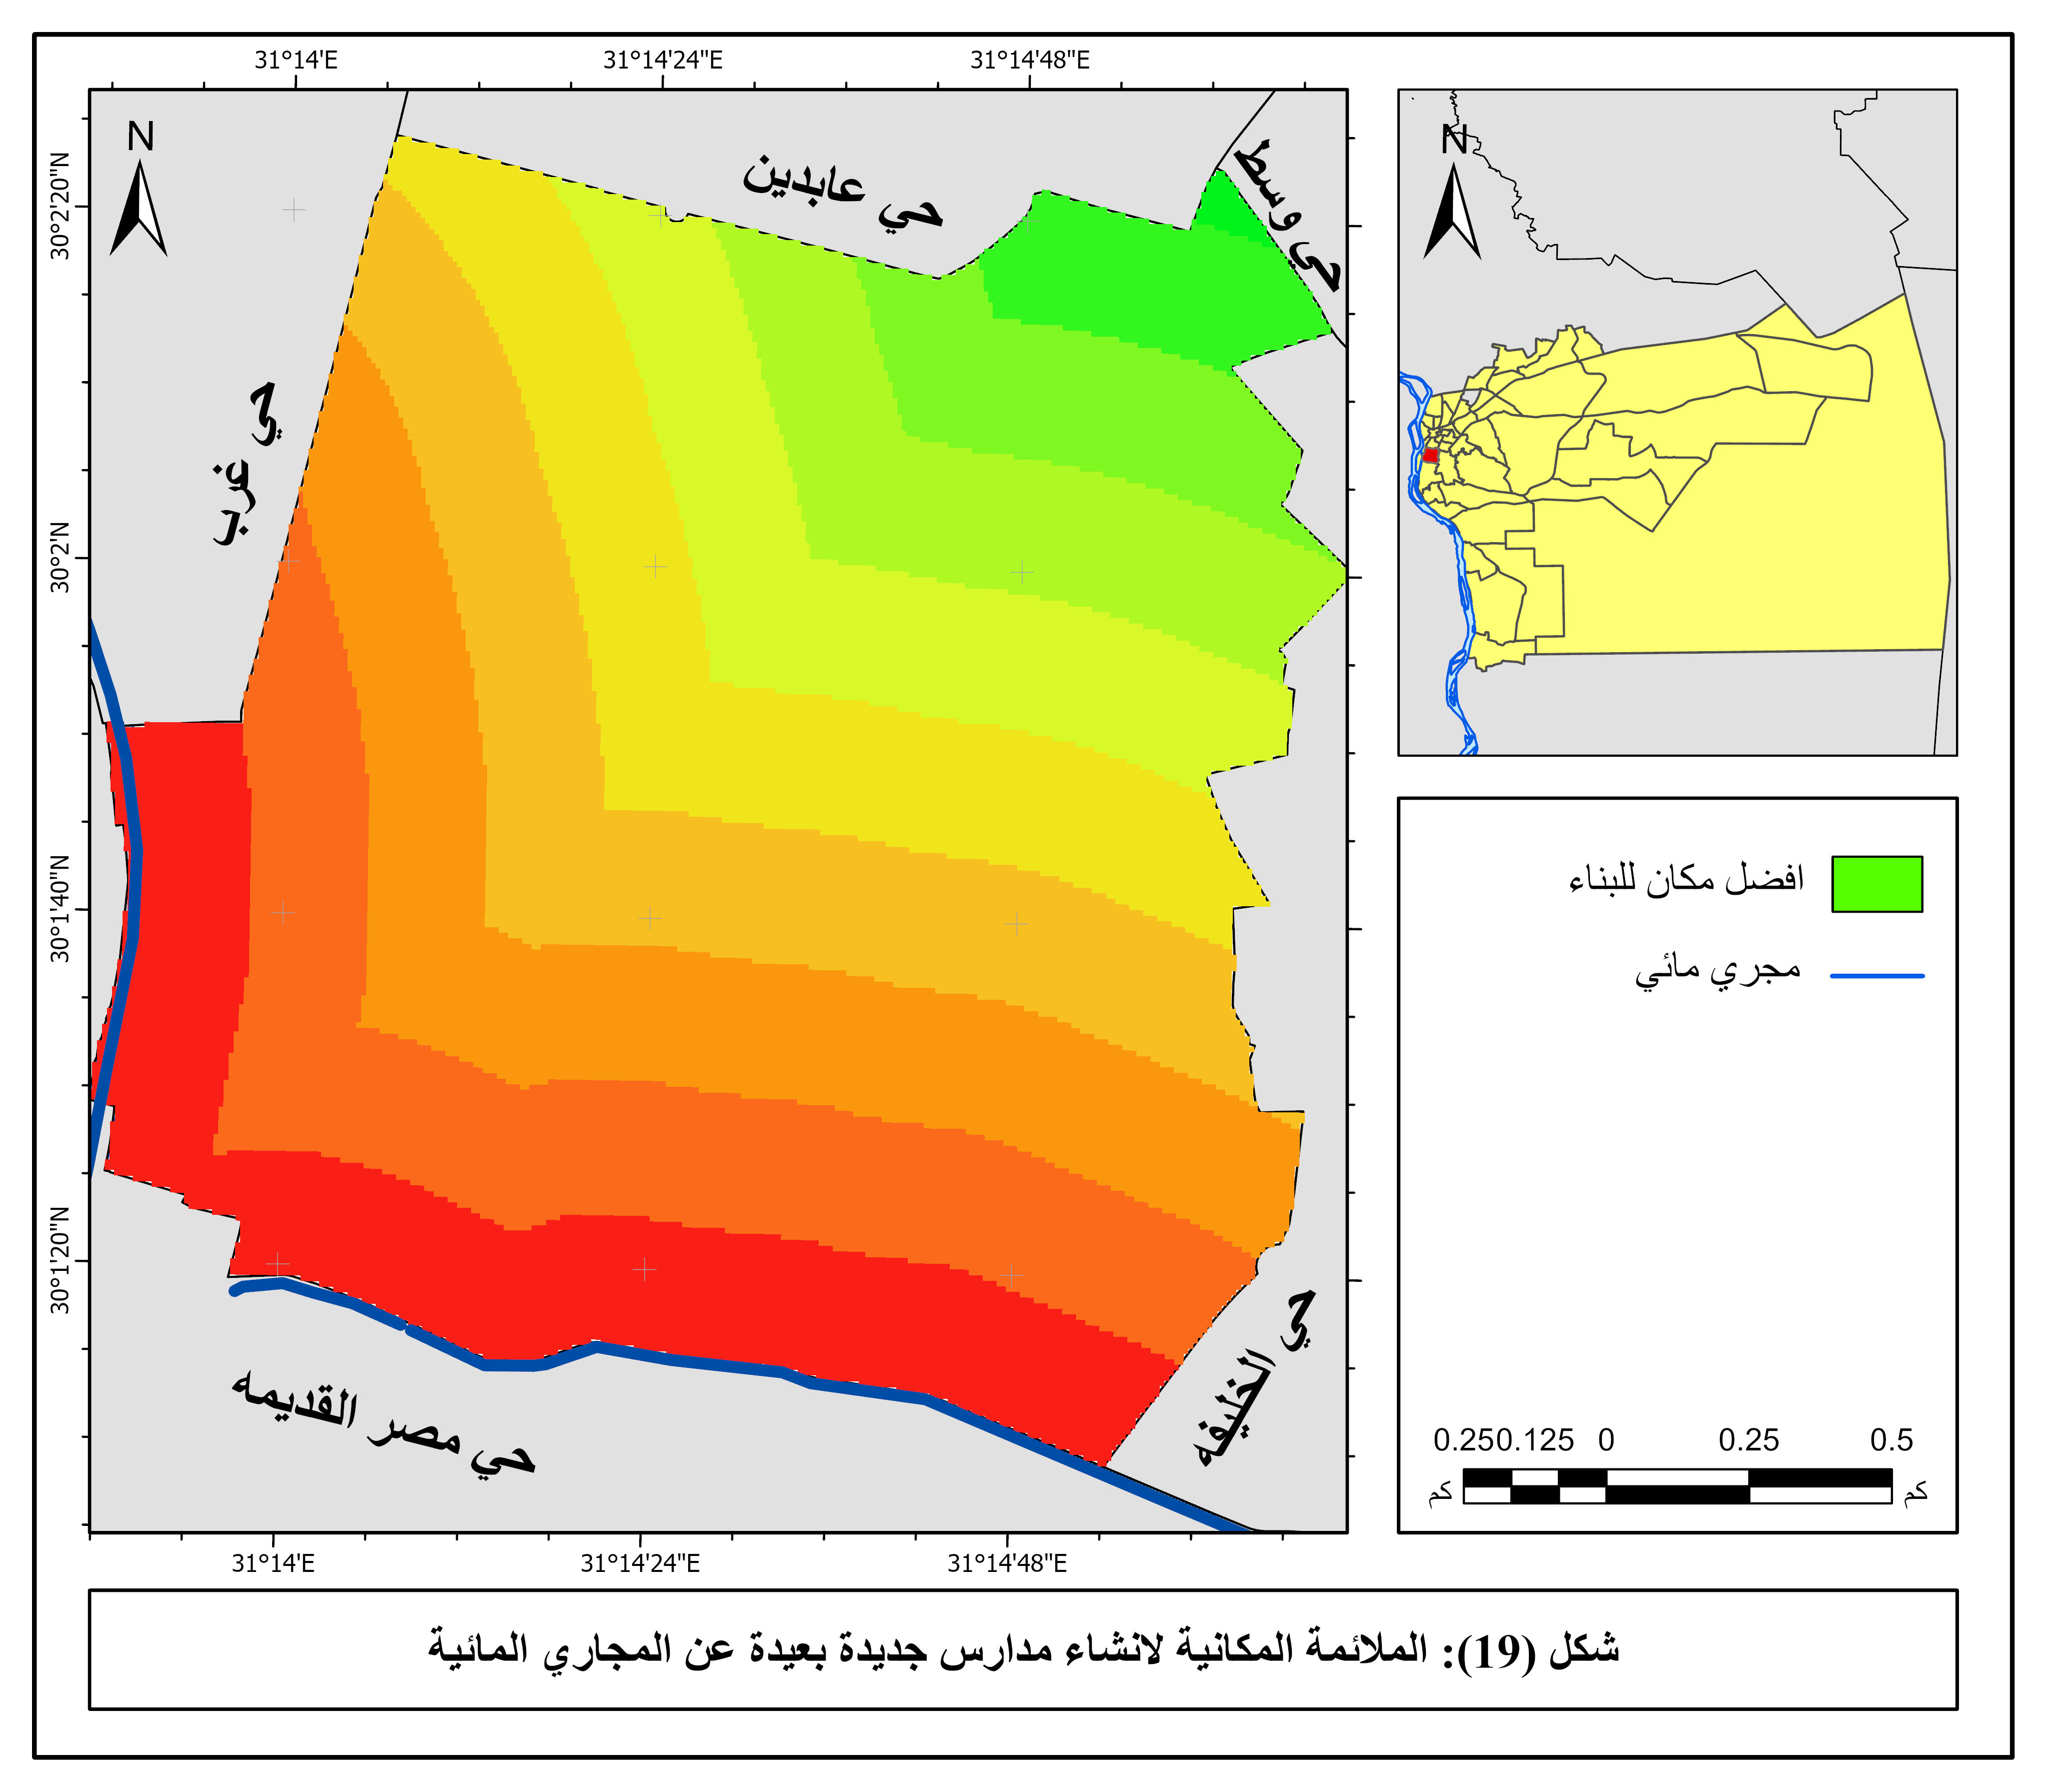 31°14'E
31°14'24"E
31°14'48"E
N
N
30°2'20"N
30°2'N
30°1'40"N
30°1'20"N
حي عابدين
حي وسط
حي غرب
حي الخليفه
حي مصر القديمه
افضل مكان للبناء
مجري مائي
0.25 0.125 0 0.25 0.5
كم
كم
31°14'E
31°14'24"E
31°14'48"E
شكل (19): الملائمة المكانية لانشاء مدارس جديدة بعيدة عن المجاري المائية